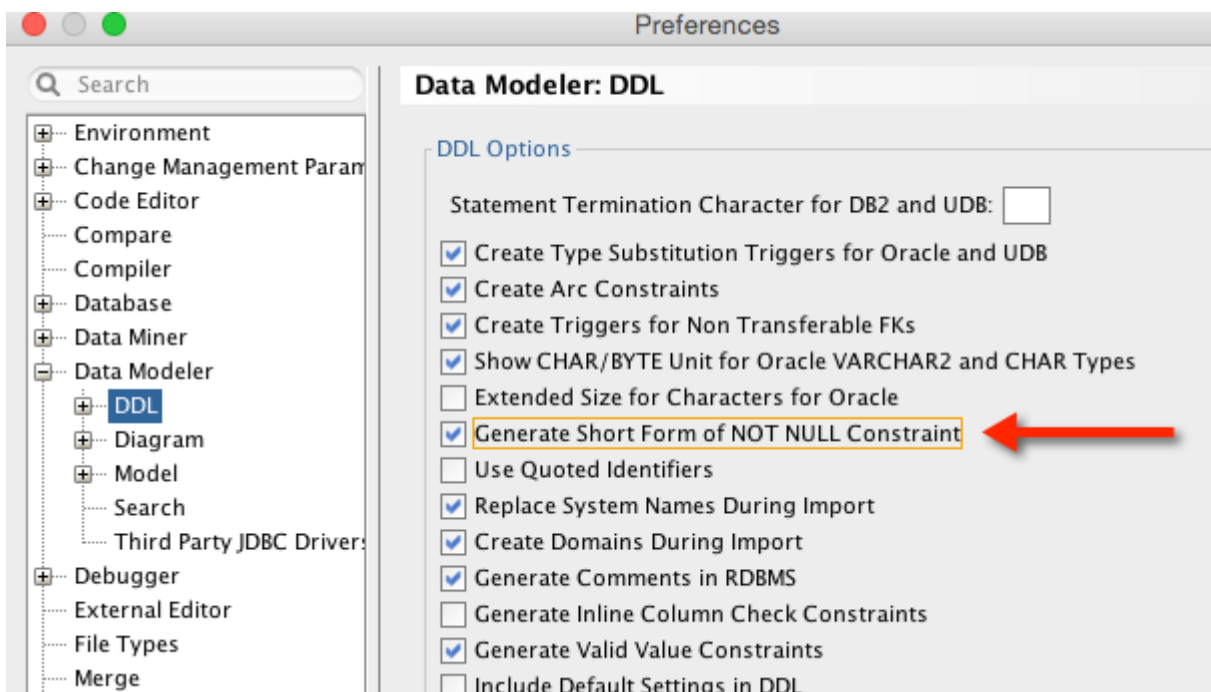 Preferences
Search
Environment
Change Management Param
Code Editor
Compare
Compiler
Database
Data Miner
Data Modeler
DDL
Diagram
Model
Search
Third Party JDBC Drivers
Debugger
External Editor
File Types
Merge
Data Modeler: DDL
DDL Options
Statement Termination Character for DB2 and UDB:
Create Type Substitution Triggers for Oracle and UDB
Create Arc Constraints
Create Triggers for Non Transferable FKs
Show CHAR/BYTE Unit for Oracle VARCHAR2 and CHAR Types
Extended Size for Characters for Oracle
Generate Short Form of NOT NULL Constraint
Use Quoted Identifiers
Replace System Names During Import
Create Domains During Import
Generate Comments in RDBMS
Generate Inline Column Check Constraints
Generate Valid Value Constraints
Include Default Settings in DDL